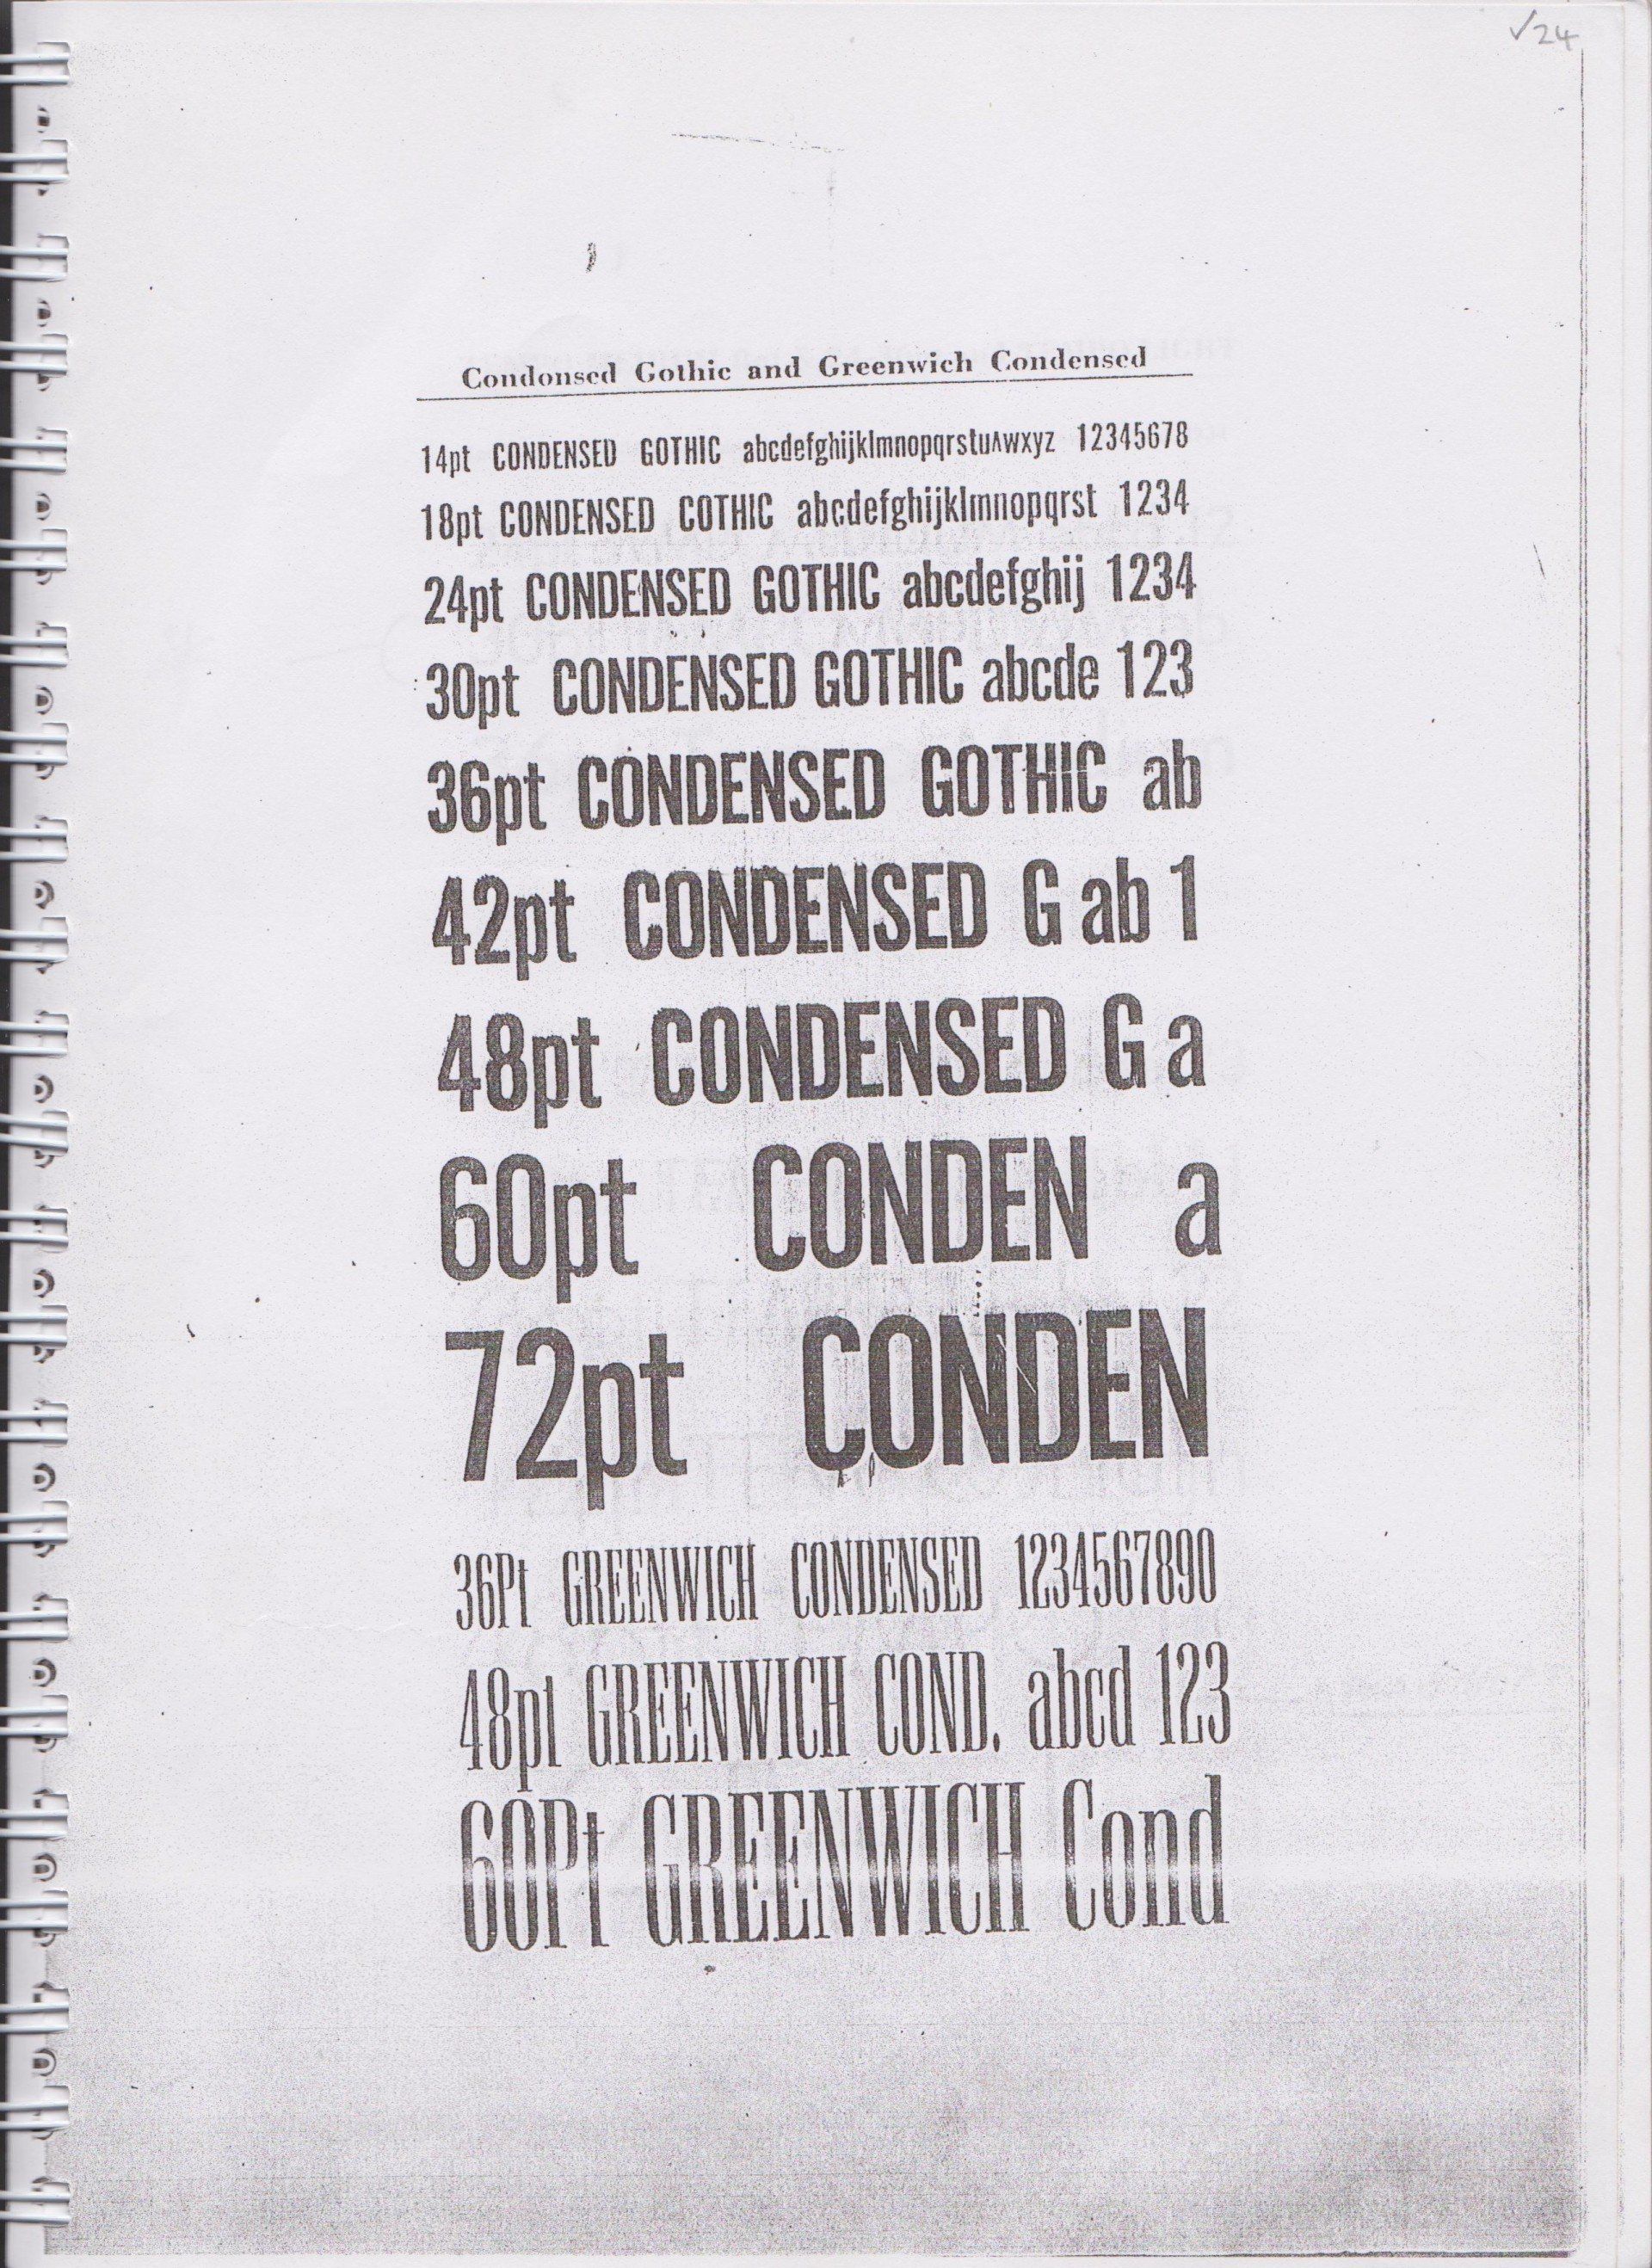 √24
Condonsed Gothic and Greenwich Condensed
14pt CONDENSED GOTHIC abcdefghijklmnopqrstuʌwxyz 12345678
18pt CONDENSED COTHIC abcdefghijklmnopqrst 1234
24pt CONDENSED GOTHIC abcdefghij 1234
30pt CONDENSED GOTHIC abcde 123
36pt CONDENSED GOTHIC ab
42pt CONDENSED G ab 1
48pt CONDENSED G a
60pt CONDEN a
72pt CONDEN
36Pt GREENWICH CONDENSED 1234567890
48pt GREENWICH COND. abcd 123
60Pt GREENWICH Cond